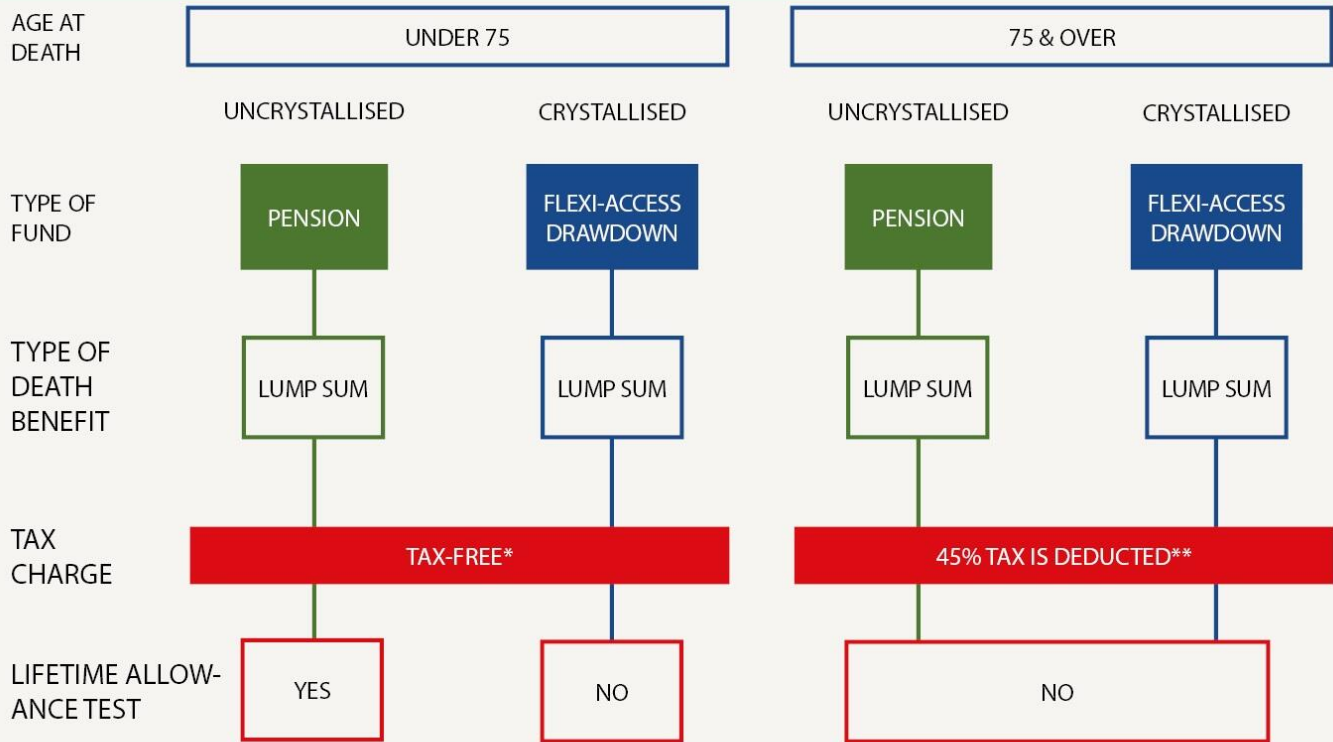 AGE AT
DEATH
UNDER 75
75 & OVER
UNCRYSTALLISED
CRYSTALLISED
UNCRYSTALLISED
CRYSTALLISED
TYPE OF
FUND
PENSION
FLEXI-ACCESS
DRAWDOWN
PENSION
FLEXI-ACCESS
DRAWDOWN
TYPE OF
DEATH
BENEFIT
LUMP SUM
LUMP SUM
LUMP SUM
LUMP SUM
TAX
CHARGE
TAX-FREE*
45% TAX IS DEDUCTED**
LIFETIME ALLOW-
ANCE TEST
YES
NO
NO